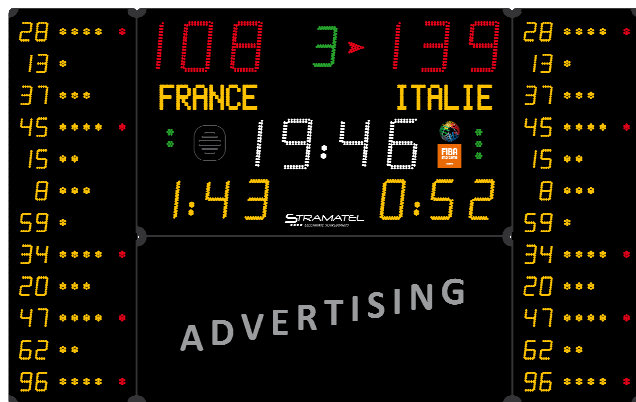 28 108 3 139 28
13 13
37 FRANCE ITALIE 37
45 19:46 45
FIBA
15 15
8 1:43 0:52 8
59 STRAMATEL 59
34 34
20 20
ADVERTISING
47 47
62 62
96 96